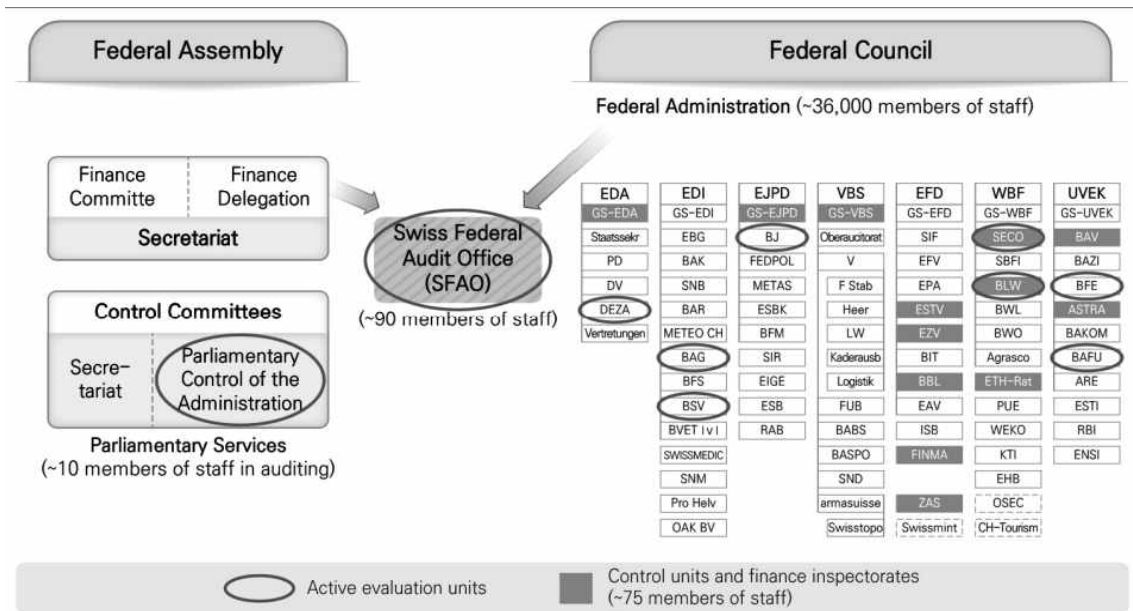 Federal Assembly
Federal Council
Federal Administration (~36,000 members of staff)
Finance Committe
Finance Delegation
Secretariat
Control Committees
Secre-
tariat
Parliamentary
Control of the
Administration
Parliamentary Services
(~10 members of staff in auditing)
Swiss Federal
Audit Office
(SFAO)
(~90 members of staff)
EDA
GS-EDA
Staatssekr
PD
DV
DEZA
Vertretungen
EDI
GS-EDI
EBG
BAK
SNB
BAR
METEO CH
BAG
BFS
BSV
BVET I v I
SWISSMEDIC
SNM
Pro Helv
OAK BV
EJPD
GS-EJPD
BJ
FEDPOL
METAS
ESBK
BFM
SIR
EIGE
ESB
RAB
VBS
GS-VBS
Oberaucitorat
V
F Stab
Heer
LW
Kaderausb
Logistik
FUB
BABS
BASPO
SND
armasuisse
Swisstopo
EFD
GS-EFD
SIF
EFV
EPA
ESTV
EZV
BIT
BBL
EAV
ISB
FINMA
ZAS
Swissmint
WBF
GS-WBF
SECO
SBFI
BLW
BWL
BWO
Agrasco
ETH-Rat
PUE
WEKO
KTI
EHB
OSEC
CH-Tourism
UVEK
GS-UVEK
BAV
BAZI
BFE
ASTRA
BAKOM
BAFU
ARE
ESTI
RBI
ENSI
Active evaluation units
Control units and finance inspectorates
(~75 members of staff)